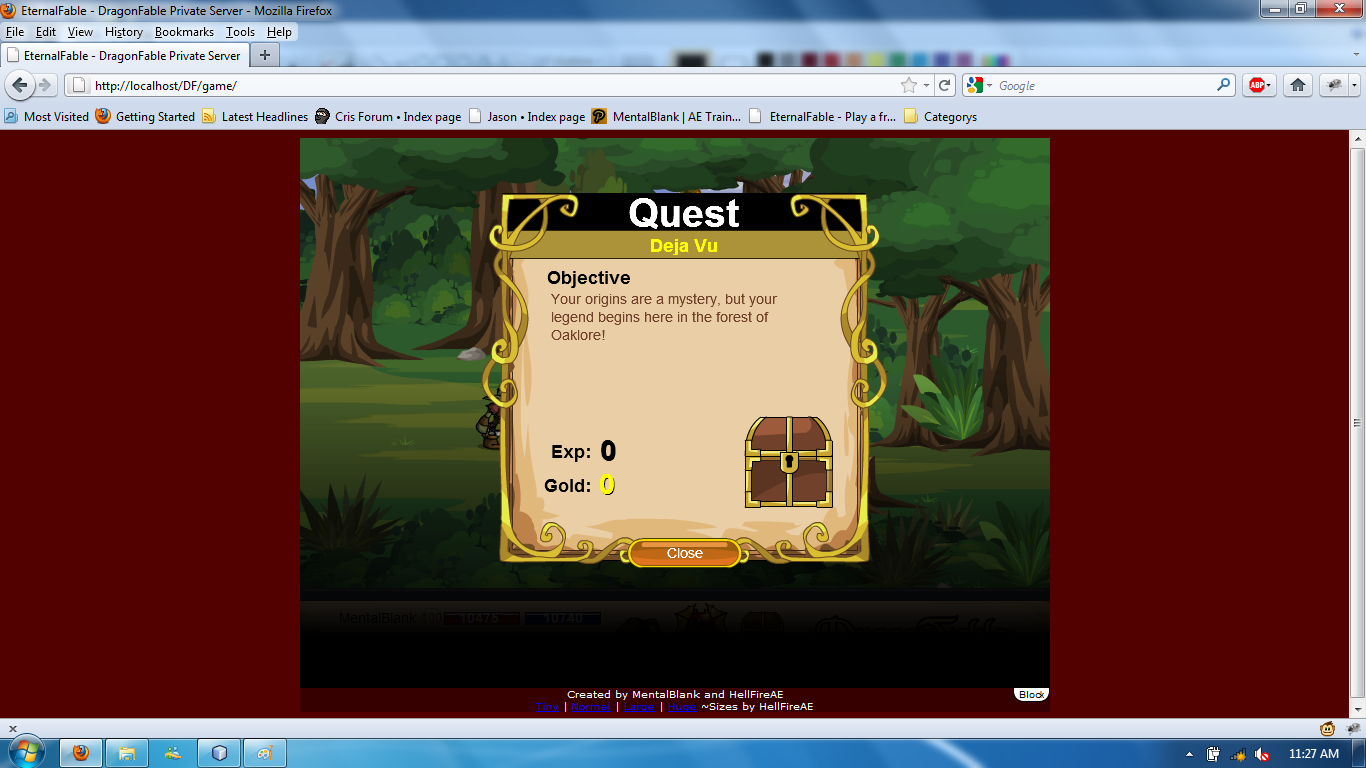 EternalFable - DragonFable Private Server - Mozilla Firefox
File Edit View History Bookmarks Tools Help
EternalFable - DragonFable Private Server
http://localhost/DF/game/
Google
ABP
Most Visited Getting Started Latest Headlines Cris Forum • Index page Jason • Index page MentalBlank | AE Train... EternalFable - Play a fr... Categorys
Quest
Deja Vu
Objective
Your origins are a mystery, but your
legend begins here in the forest of
Oaklore!
Exp: 0
Gold: 0
Close
MentalBlank 100 10475 10740
Created by MentalBlank and HellFireAE
Block
Tiny | Normal | Large | Huge ~Sizes by HellFireAE
11:27 AM